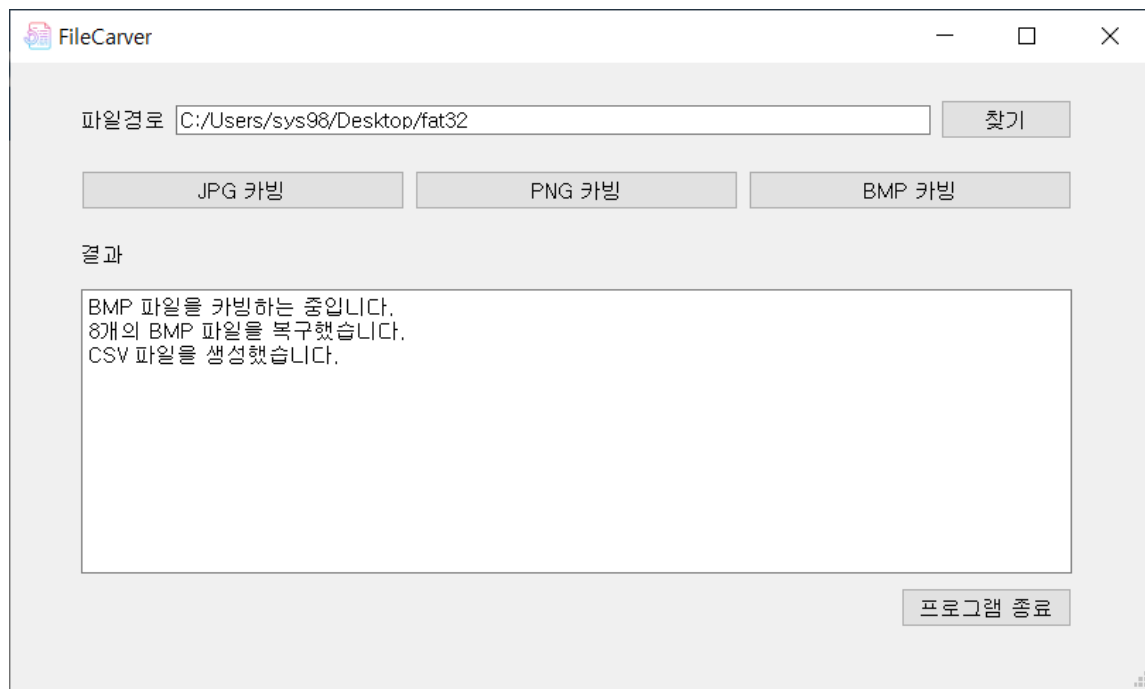 FileCarver
파일경로 C:/Users/sys98/Desktop/fat32 찾기
JPG 카빙 PNG 카빙 BMP 카빙
결과
BMP 파일을 카빙하는 중입니다.
8개의 BMP 파일을 복구했습니다.
CSV 파일을 생성했습니다.
프로그램 종료